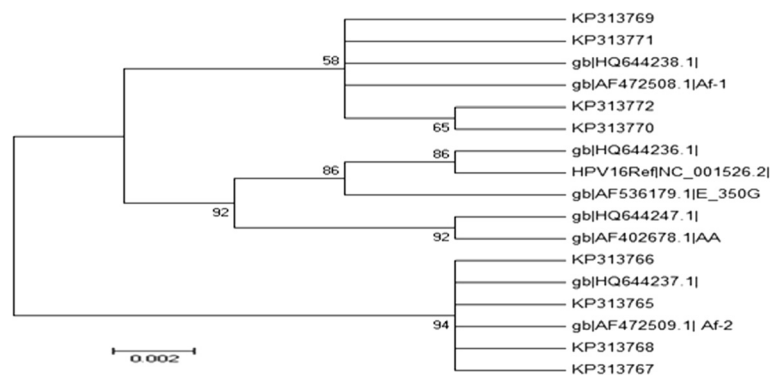 KP313769
KP313771
58
gb|HQ644238.1|
gb|AF472508.1|Af-1
KP313772
65
KP313770
86
gb|HQ644236.1|
86
HPV16Ref|NC_001526.2|
gb|AF536179.1|E_350G
92
gb|HQ644247.1|
92
gb|AF402678.1|AA
KP313766
gb|HQ644237.1|
KP313765
94
gb|AF472509.1| Af-2
KP313768
0.002
KP313767